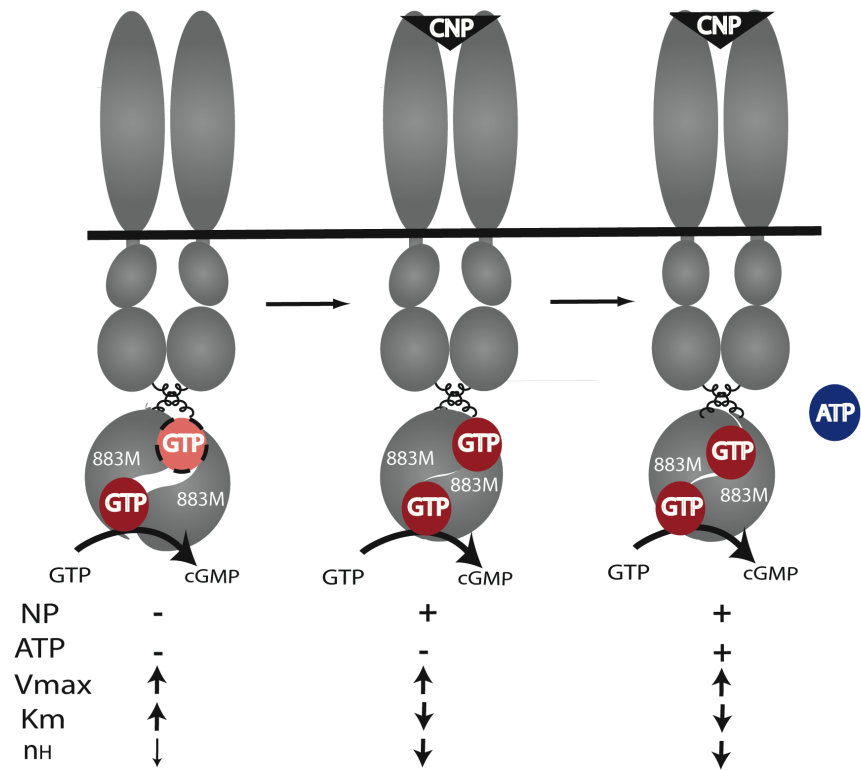 CNP CNP
ATP
GTP GTP GTP
883M 883M 883M
883M 883M 883M
GTP GTP GTP
GTP cGMP GTP cGMP GTP cGMP
NP - + +
ATP - - +
Vmax
Km
nH